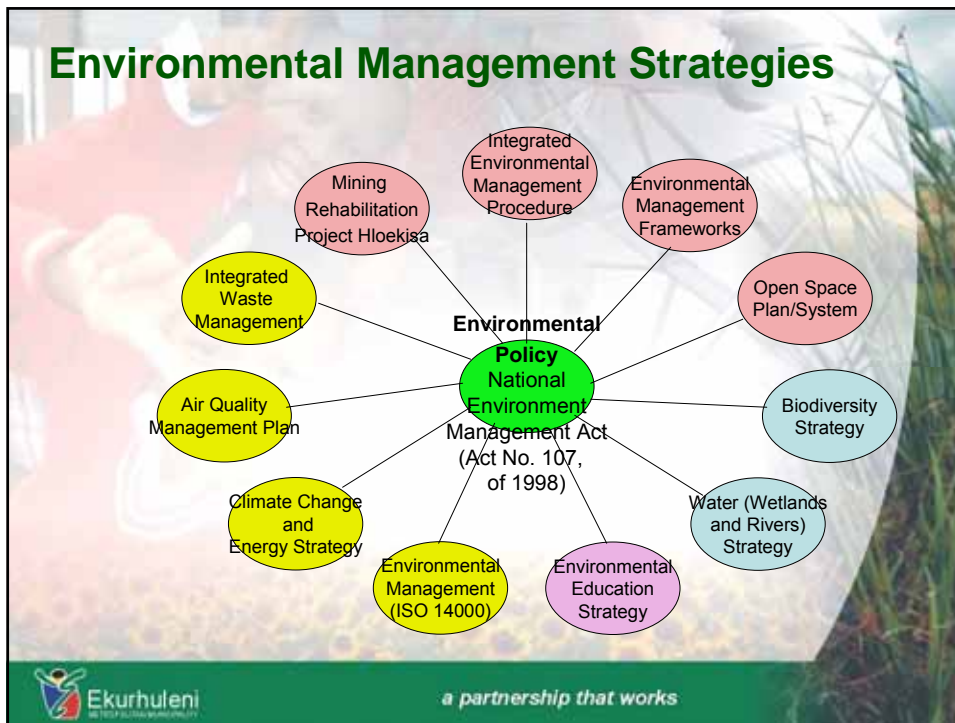 Environmental Management Strategies
Integrated
Environmental
Management
Procedure
Mining
Rehabilitation
Project Hloekisa
Environmental
Management
Frameworks
Integrated
Waste
Management
Open Space
Plan/System
Environmental
Policy
National
Environment
Management Act
(Act No. 107,
of 1998)
Air Quality
Management Plan
Biodiversity
Strategy
Climate Change
and
Energy Strategy
Water (Wetlands
and Rivers)
Strategy
Environmental
Management
(ISO 14000)
Environmental
Education
Strategy
Ekurhuleni
METROPOLITAN MUNICIPALITY
a partnership that works